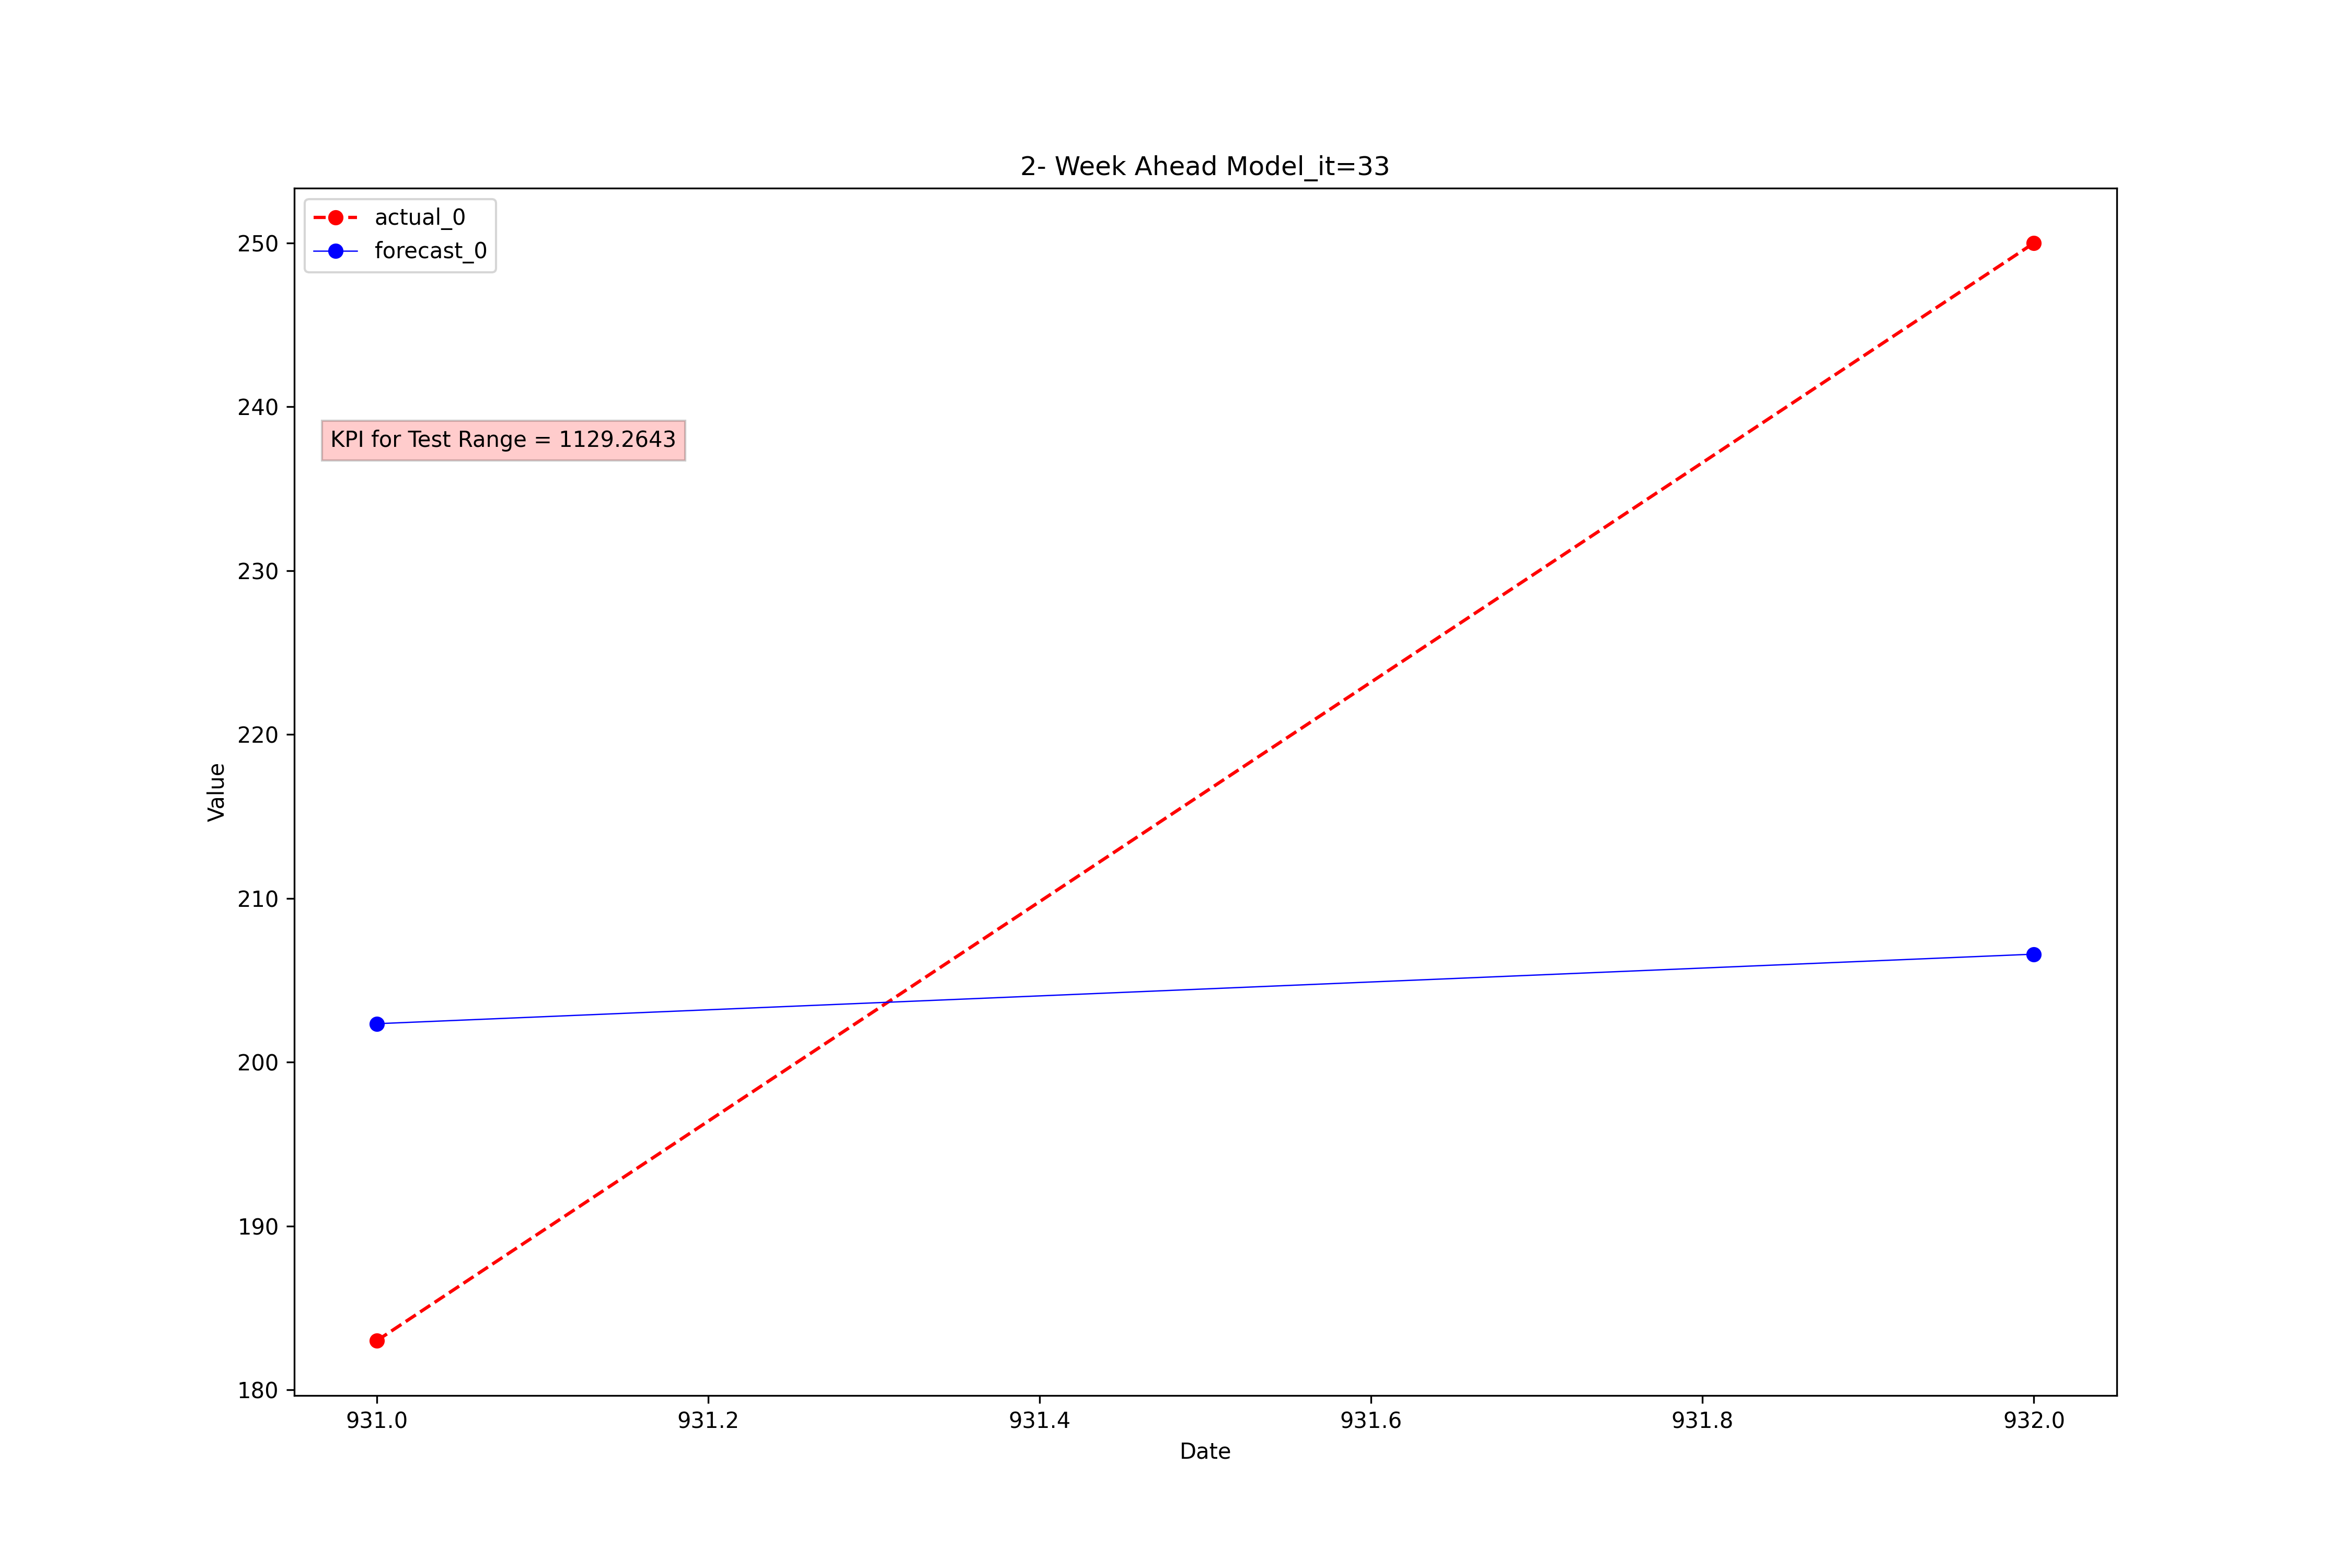 2- Week Ahead Model_it=33
actual_0
forecast_0
KPI for Test Range = 1129.2643
250
240
230
220
210
200
190
180
Value
931.0 931.2 931.4 931.6 931.8 932.0
Date